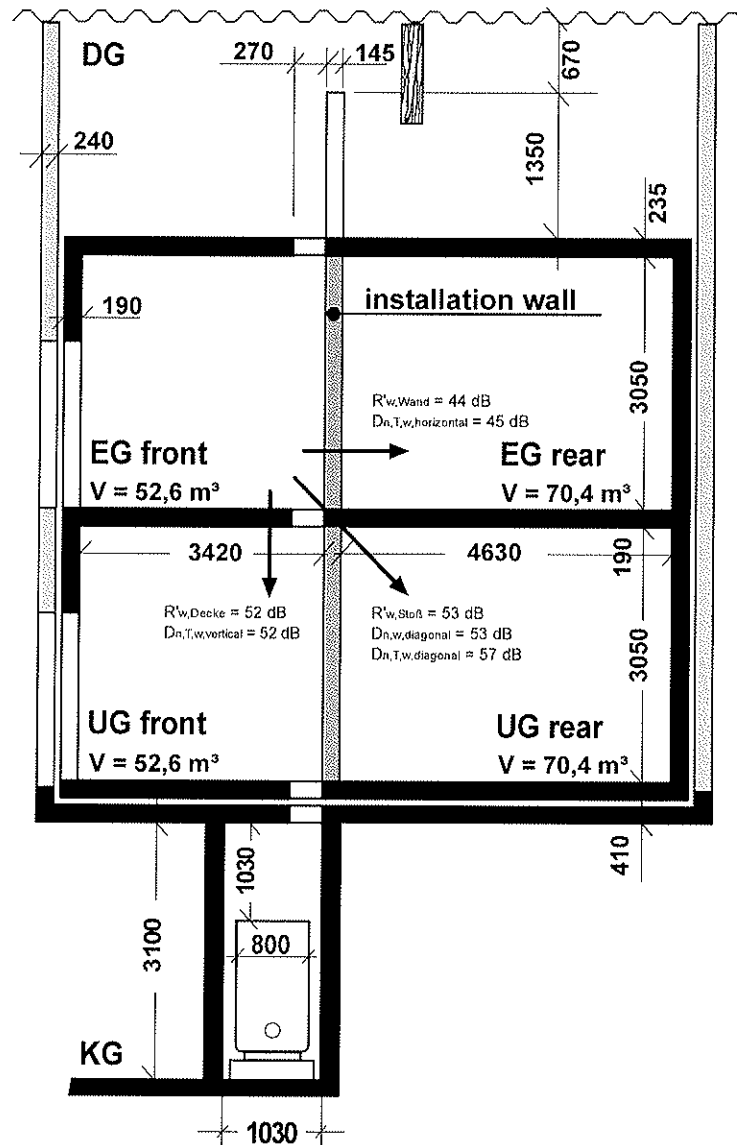 DG
270
145
670
240
1350
235
190
installation wall
3050
R'w,Wand = 44 dB
Dn,T,w,horizontal = 45 dB
EG front
V = 52,6 m³
EG rear
V = 70,4 m³
3420
4630
190
R'w,Decke = 52 dB
Dn,T,w,vertical = 52 dB
R'w,Stoß = 53 dB
Dn,w,diagonal = 53 dB
Dn,T,w,diagonal = 57 dB
3050
UG front
V = 52,6 m³
UG rear
V = 70,4 m³
410
1030
3100
800
KG
1030